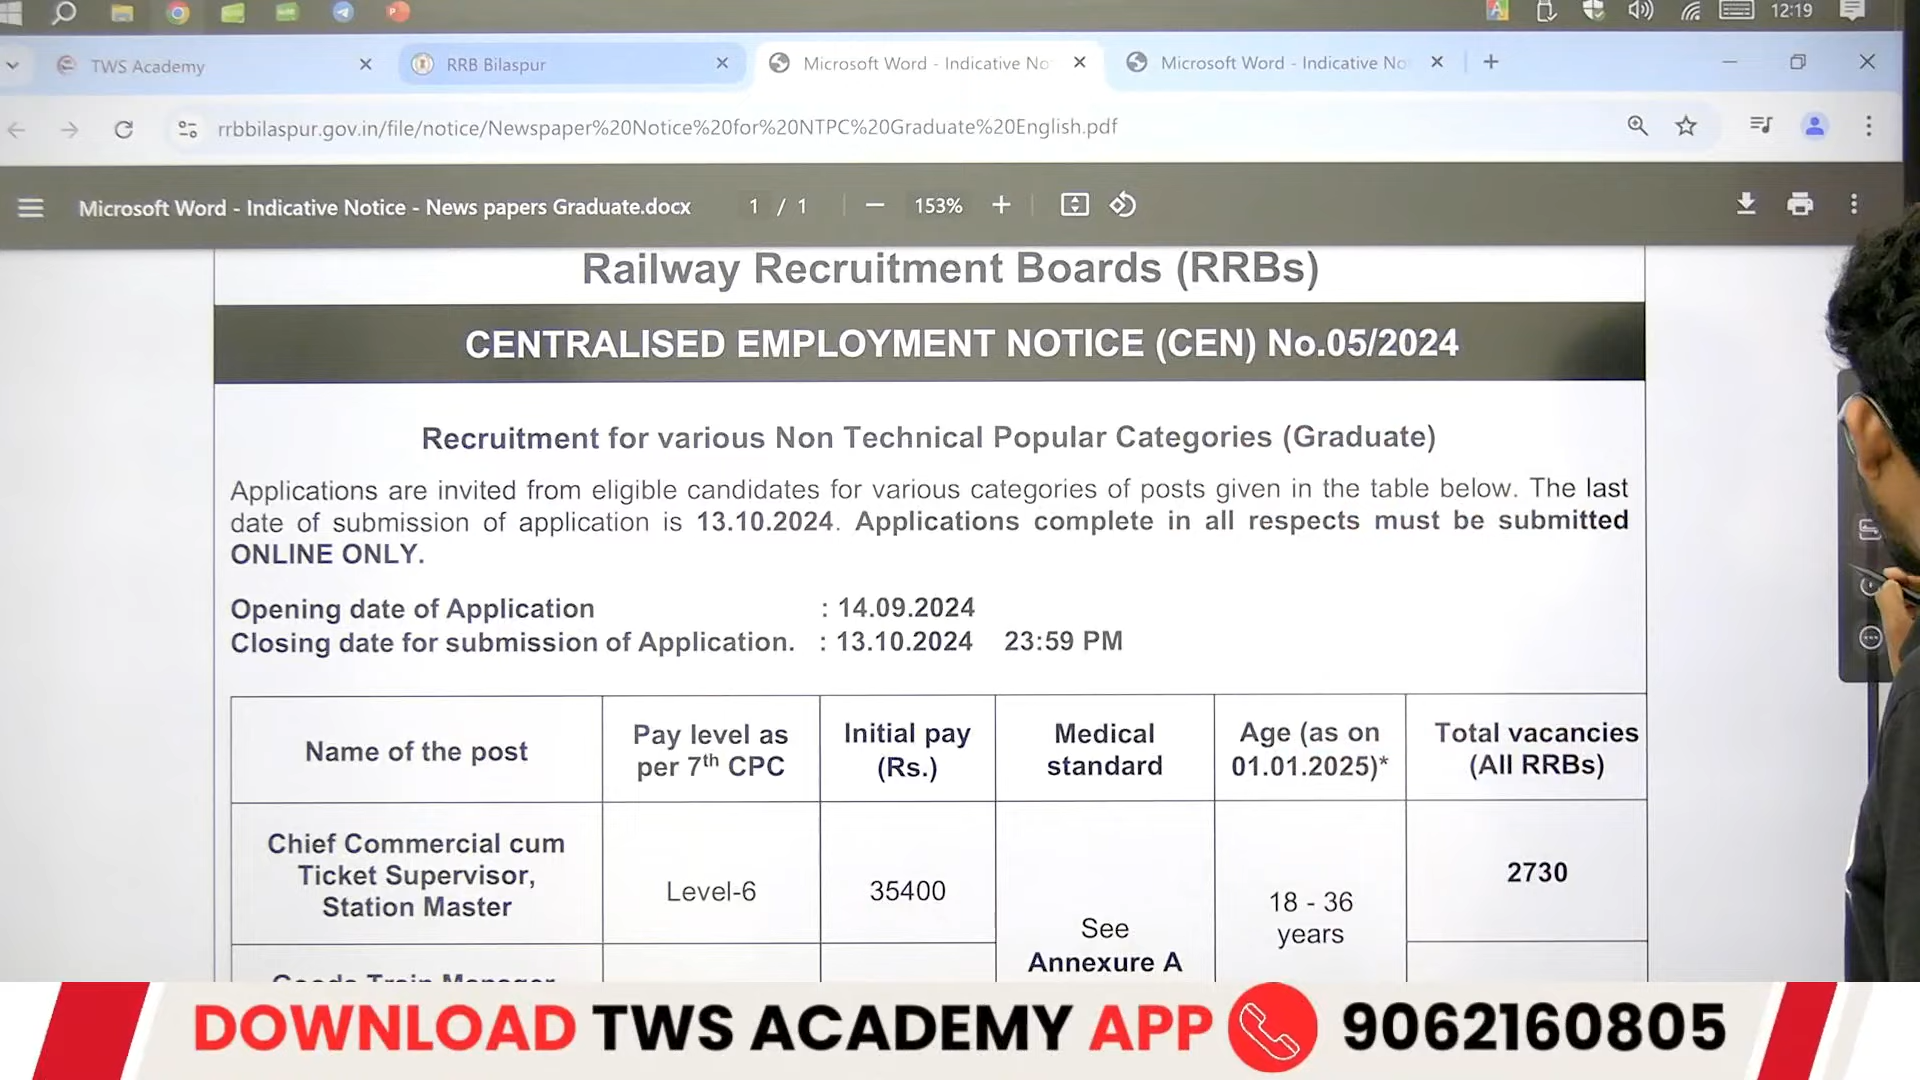 12:19
TWS Academy
RRB Bilaspur
Microsoft Word - Indicative No
Microsoft Word - Indicative No
rrbbilaspur.gov.in/file/notice/Newspaper%20Notice%20for%20NTPC%20Graduate%20English.pdf
Microsoft Word - Indicative Notice - News papers Graduate.docx
1 / 1
153%
Railway Recruitment Boards (RRBs)
CENTRALISED EMPLOYMENT NOTICE (CEN) No.05/2024
Recruitment for various Non Technical Popular Categories (Graduate)
Applications are invited from eligible candidates for various categories of posts given in the table below. The last
date of submission of application is 13.10.2024. Applications complete in all respects must be submitted
ONLINE ONLY.
Opening date of Application : 14.09.2024
Closing date for submission of Application. : 13.10.2024 23:59 PM
Name of the post
Pay level as
per 7th CPC
Initial pay
(Rs.)
Medical
standard
Age (as on
01.01.2025)*
Total vacancies
(All RRBs)
Chief Commercial cum
Ticket Supervisor,
Station Master
Level-6
35400
See
Annexure A
18 - 36
years
2730
Goods Train Manager
DOWNLOAD TWS ACADEMY APP 9062160805